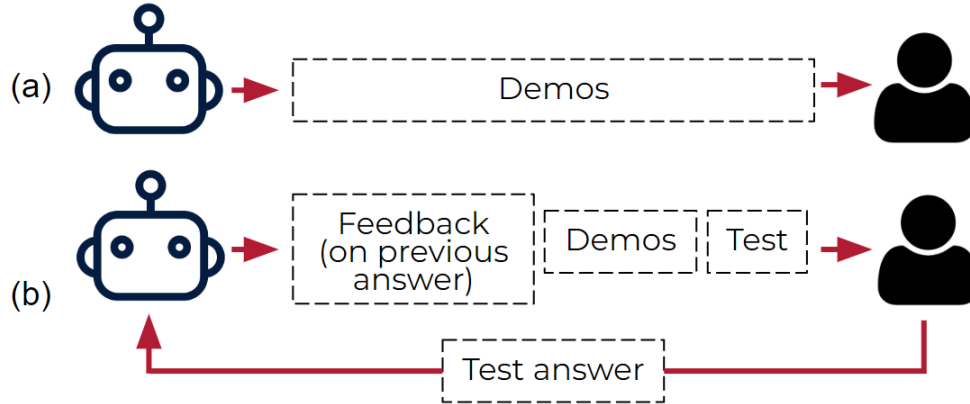 (a)
Demos
(b)
Feedback
(on previous
answer)
Demos
Test
Test answer